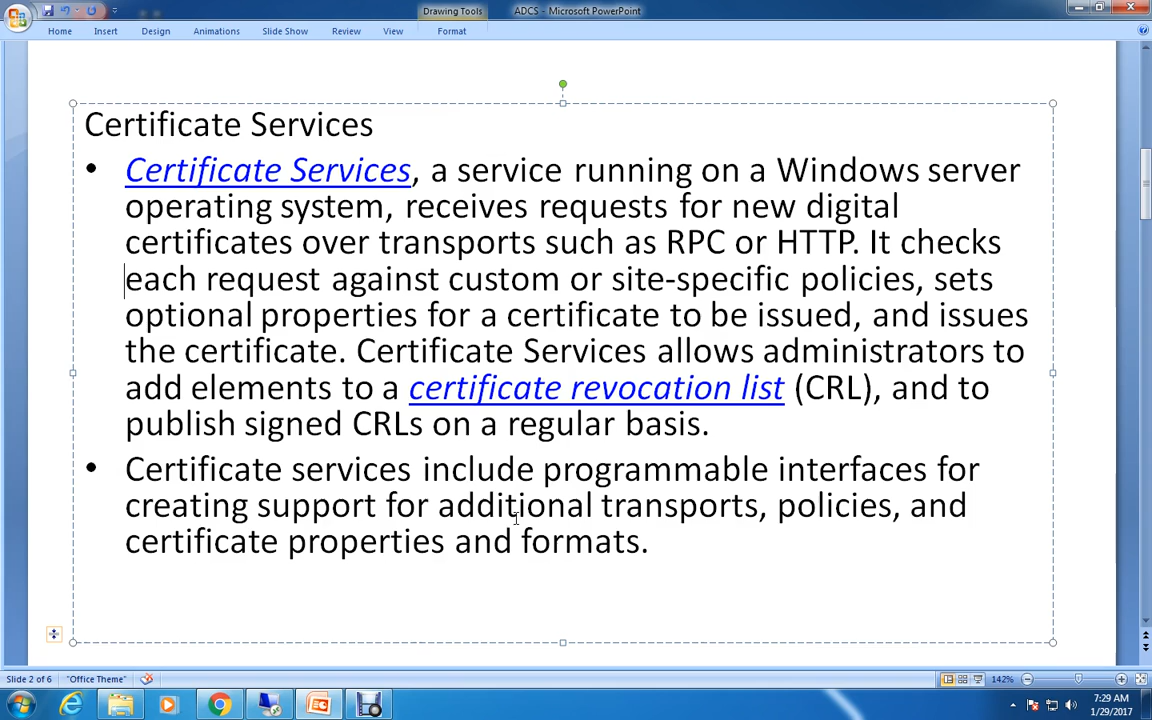 Drawing Tools
ADCS - Microsoft PowerPoint
Home Insert Design Animations Slide Show Review View Format
Certificate Services
• Certificate Services, a service running on a Windows server
operating system, receives requests for new digital
certificates over transports such as RPC or HTTP. It checks
each request against custom or site-specific policies, sets
optional properties for a certificate to be issued, and issues
the certificate. Certificate Services allows administrators to
add elements to a certificate revocation list (CRL), and to
publish signed CRLs on a regular basis.
• Certificate services include programmable interfaces for
creating support for additional transports, policies, and
certificate properties and formats.
Slide 2 of 6 "Office Theme" 142%
7:29 AM
1/29/2017